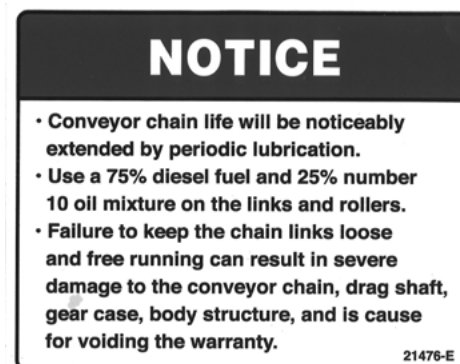 NOTICE
· Conveyor chain life will be noticeably
extended by periodic lubrication.
· Use a 75% diesel fuel and 25% number
10 oil mixture on the links and rollers.
· Failure to keep the chain links loose
and free running can result in severe
damage to the conveyor chain, drag shaft,
gear case, body structure, and is cause
for voiding the warranty.
21476-E